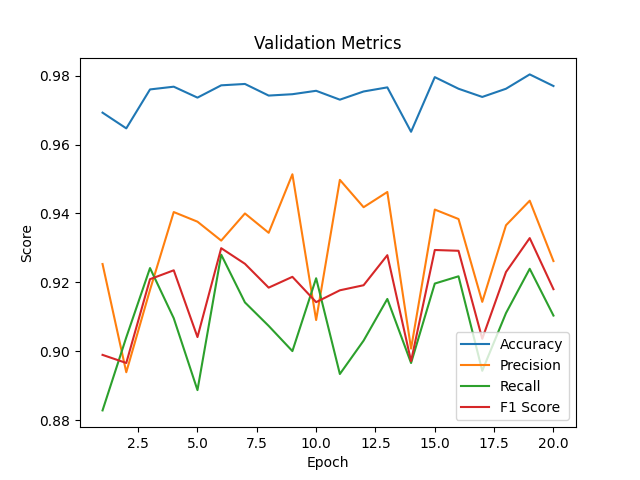 Validation Metrics
0.98
0.96
0.94
0.92
0.90
0.88
Score
2.5 5.0 7.5 10.0 12.5 15.0 17.5 20.0
Epoch
Accuracy
Precision
Recall
F1 Score